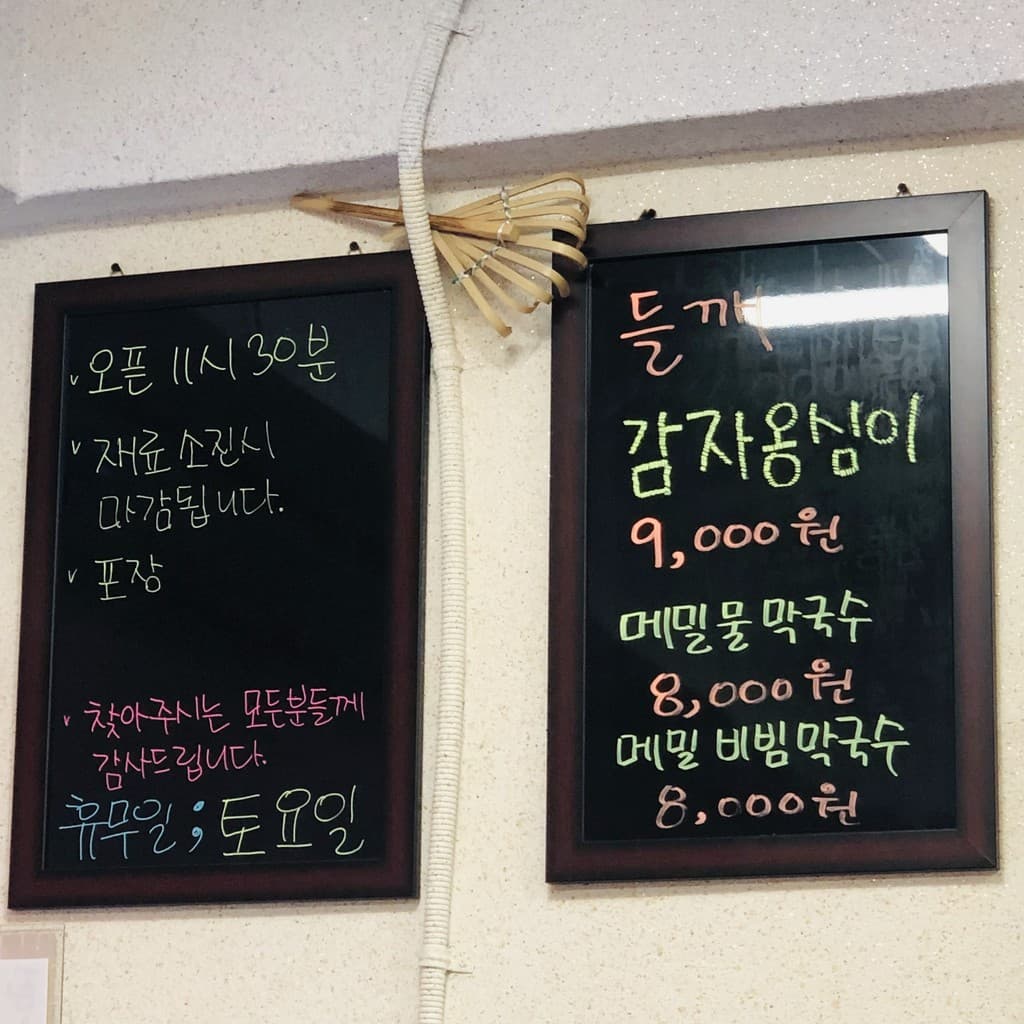 오픈 11시 30분
재료 소진시
마감됩니다.
포장
찾아주시는 모든분들께
감사드립니다.
휴무일; 토요일
들깨
감자옹심이
9,000원
메밀물막국수
8,000원
메밀 비빔막국수
8,000원